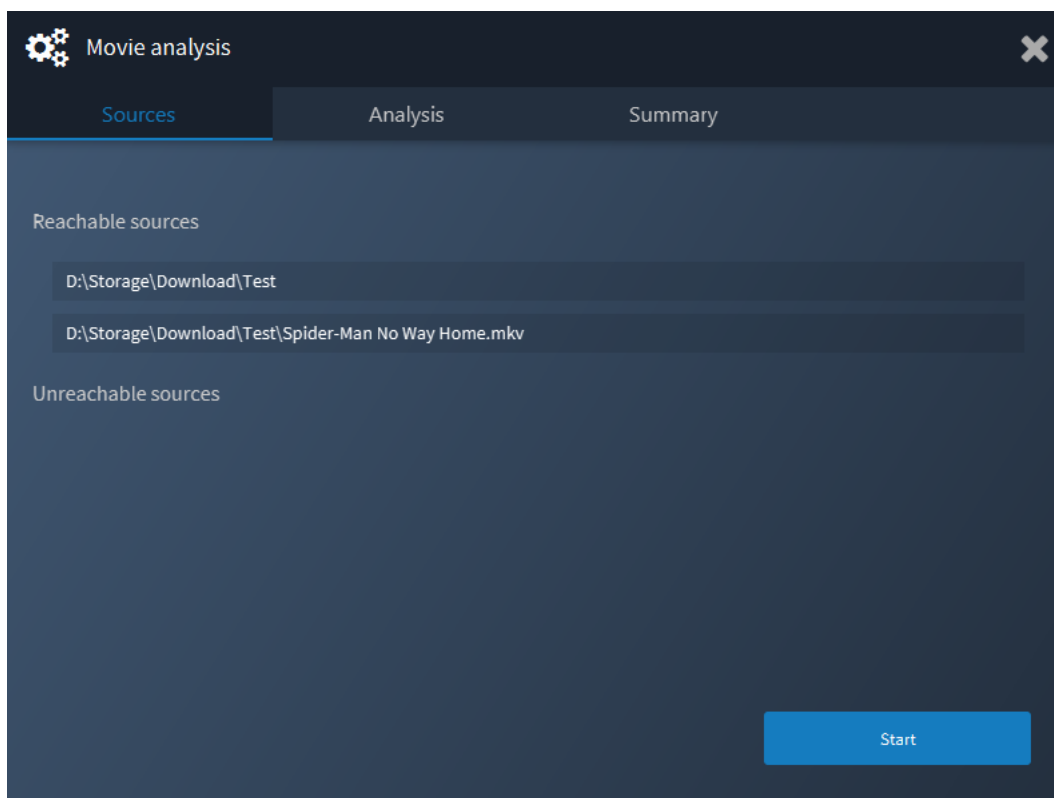 Movie analysis
Sources
Analysis
Summary
Reachable sources
D:\Storage\Download\Test
D:\Storage\Download\Test\Spider-Man No Way Home.mkv
Unreachable sources
Start